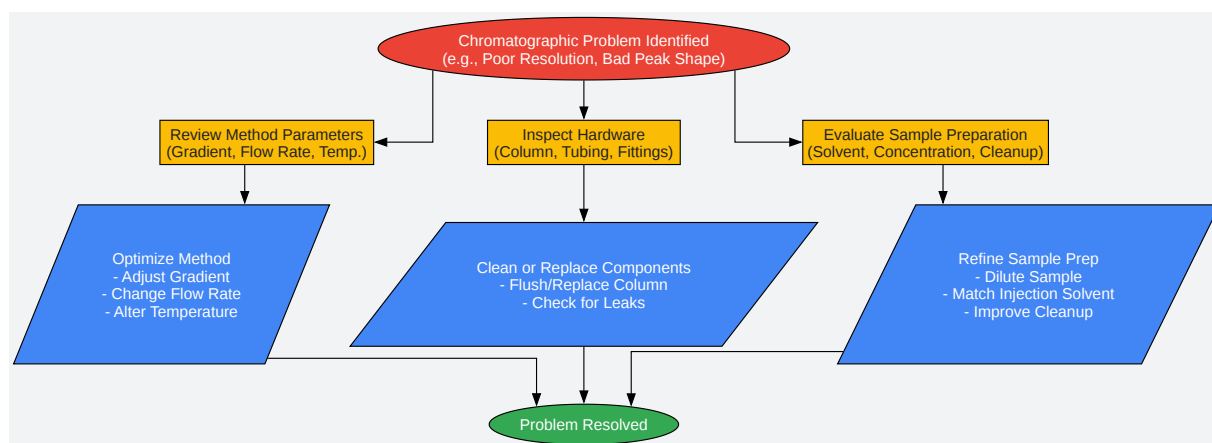 Chromatographic Problem Identified
(e.g., Poor Resolution, Bad Peak Shape)
Review Method Parameters
(Gradient, Flow Rate, Temp.)
Inspect Hardware
(Column, Tubing, Fittings)
Evaluate Sample Preparation
(Solvent, Concentration, Cleanup)
Optimize Method
- Adjust Gradient
- Change Flow Rate
- Alter Temperature
Clean or Replace Components
- Flush/Replace Column
- Check for Leaks
Refine Sample Prep
- Dilute Sample
- Match Injection Solvent
- Improve Cleanup
Problem Resolved